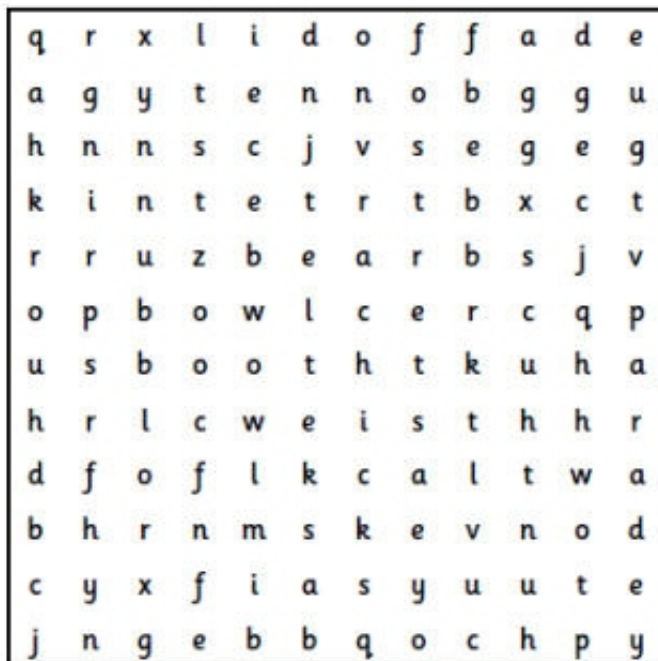 q r x l i d o f f a d e
a g y t e n n o b g g u
h n n s c j v s e g e g
k i n t e t r t b x c t
r r u z b e a r b s j v
o p b o w l c e r c q p
u s b o o t h t k u h a
h r l c w e i s t h h r
d f o f l k c a l t w a
b h r n m s k e v n o d
c y x f i a s y u u t e
j n g e b b q o c h p y